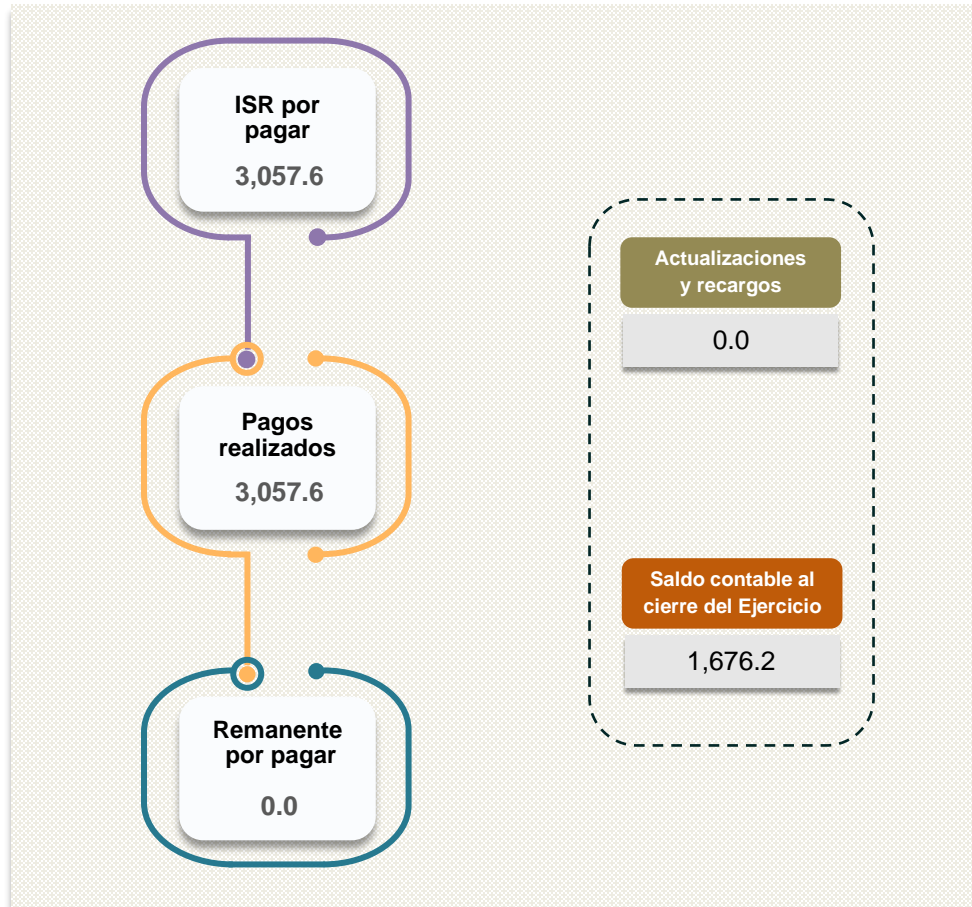 ISR por
pagar
3,057.6
Pagos
realizados
3,057.6
Remanente
por pagar
0.0
Actualizaciones
y recargos
0.0
Saldo contable al
cierre del Ejercicio
1,676.2